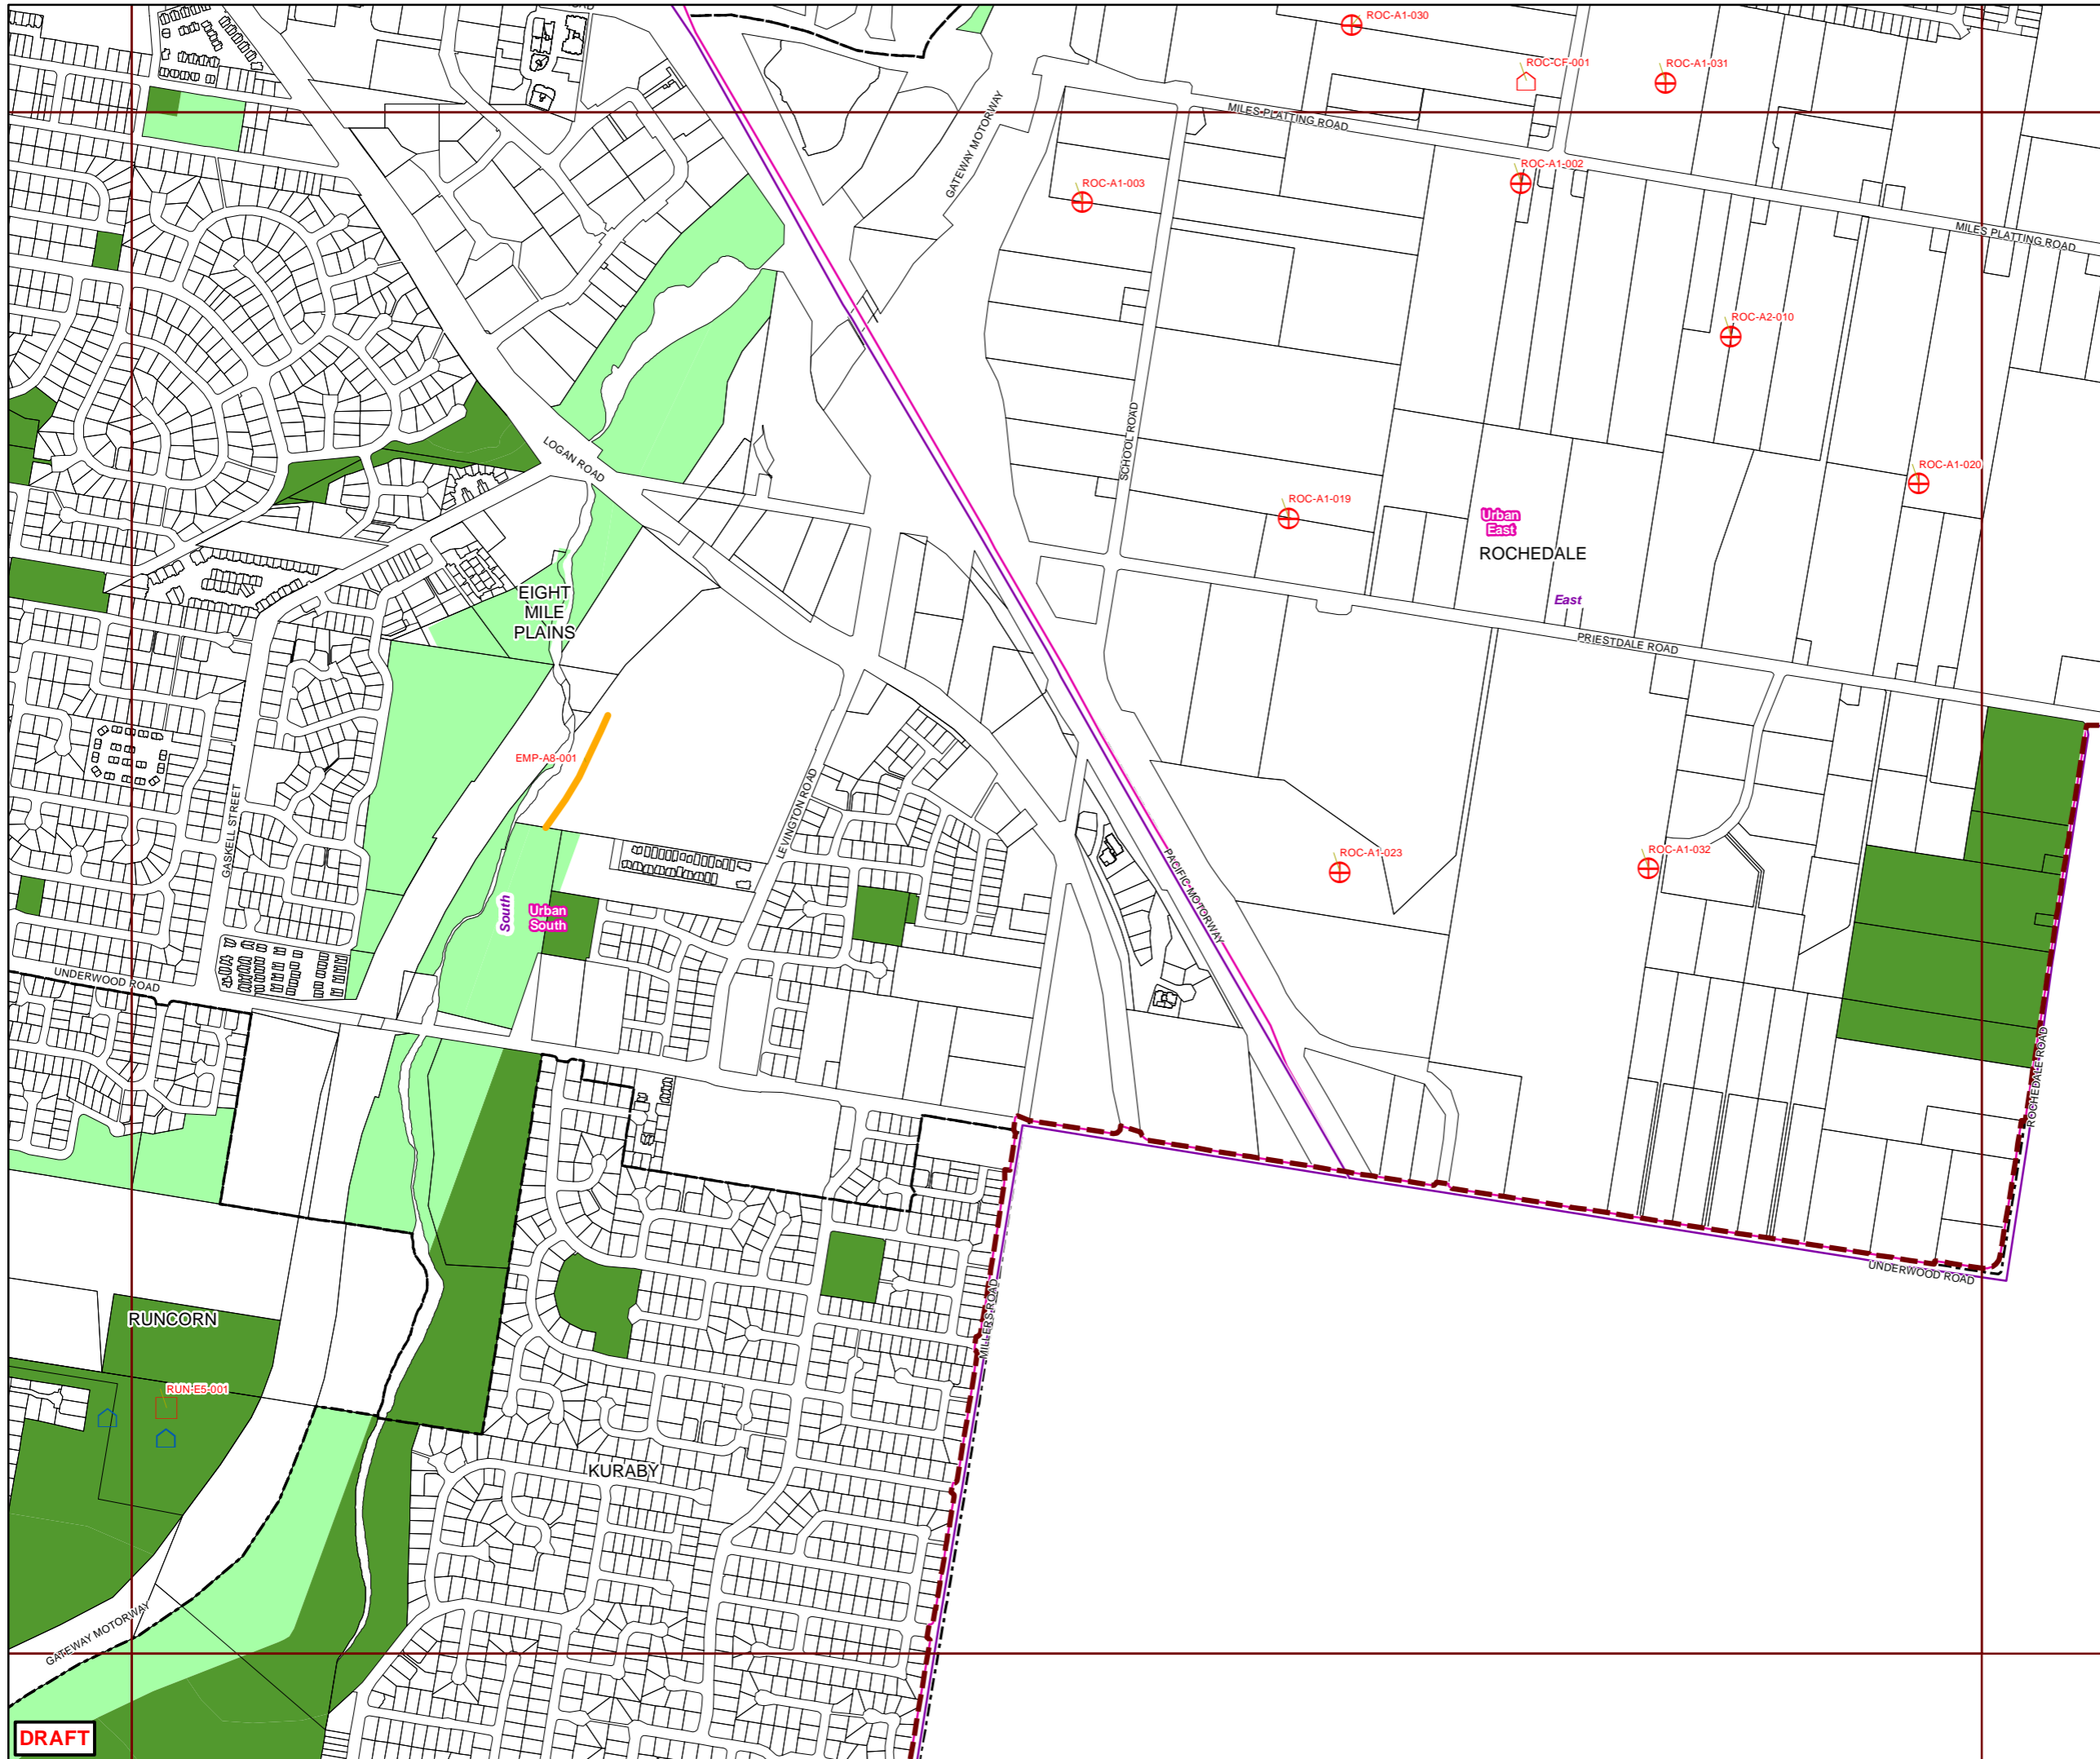 ROC-A1-030
ROC-CF-001
ROC-A1-031
MILES PLATTING ROAD
GATEWAY MOTORWAY
ROC-A1-003
ROC-A1-002
MILES PLATTING ROAD
ROC-A2-010
LOGAN ROAD
SCHOOL ROAD
ROC-A1-020
ROC-A1-019
Urban
East
ROCHEDALE
East
EIGHT
MILE
PLAINS
PRIESTDALE ROAD
EMP-A8-001
LEVINGTON ROAD
GASKELL STREET
PACIFIC MOTORWAY
ROC-A1-023
ROC-A1-032
South
Urban
South
UNDERWOOD ROAD
ROCHEDALE ROAD
UNDERWOOD ROAD
MILLERS ROAD
RUNCORN
RUN-E5-001
KURABY
GATEWAY MOTORWAY
DRAFT